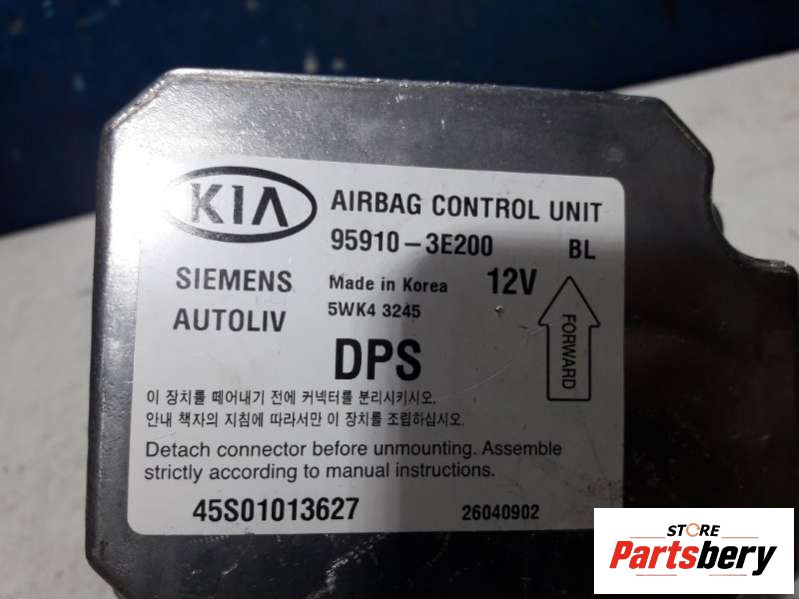 KIA AIRBAG CONTROL UNIT
95910-3E200 BL
SIEMENS Made in Korea 12V
AUTOLIV 5WK4 3245
FORWARD
DPS
이 장치를 떼어내기 전에 커넥터를 분리시키시오.
안내 책자의 지침에 따라서만 이 장치를 조립하십시오.
Detach connector before unmounting. Assemble
strictly according to manual instructions.
45S01013627 26040902
STORE
Partsbery